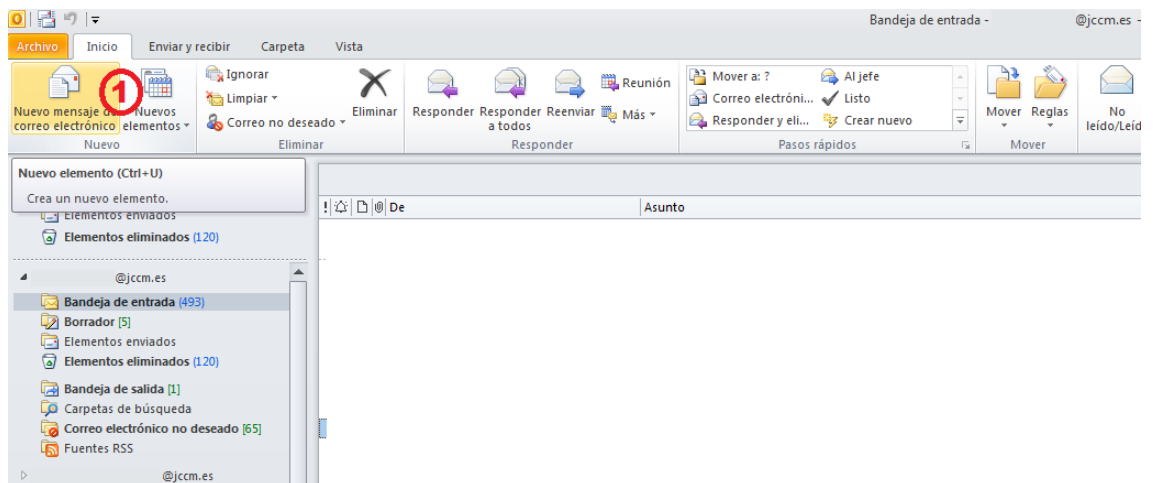 Bandeja de entrada - @jccm.es -
Archivo Inicio Enviar y recibir Carpeta Vista
Nuevo mensaje de
correo electrónico
1
Nuevos
elementos
Nuevo
Ignorar
Limpiar
Correo no deseado
Eliminar
Eliminar
Responder
Responder
a todos
Reenviar
Reunión
Más
Responder
Mover a: ?
Correo electróni...
Responder y eli...
Al jefe
Listo
Crear nuevo
Pasos rápidos
Mover
Reglas
Mover
No
leído/Leíd
Nuevo elemento (Ctrl+U)
Crea un nuevo elemento.
! De Asunto
Elementos enviados
Elementos eliminados (120)
@jccm.es
Bandeja de entrada (493)
Borrador [5]
Elementos enviados
Elementos eliminados (120)
Bandeja de salida [1]
Carpetas de búsqueda
Correo electrónico no deseado [65]
Fuentes RSS
@jccm.es